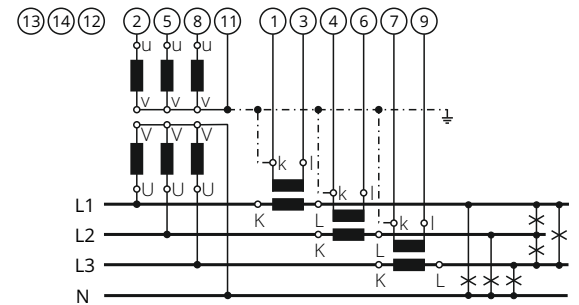 13 14 12 2 5 8 11 1 3 4 6 7 9
u u u
v v v
V V V
k l
U U U k l
L1
K L k l
L2
K L
L3
K L
N